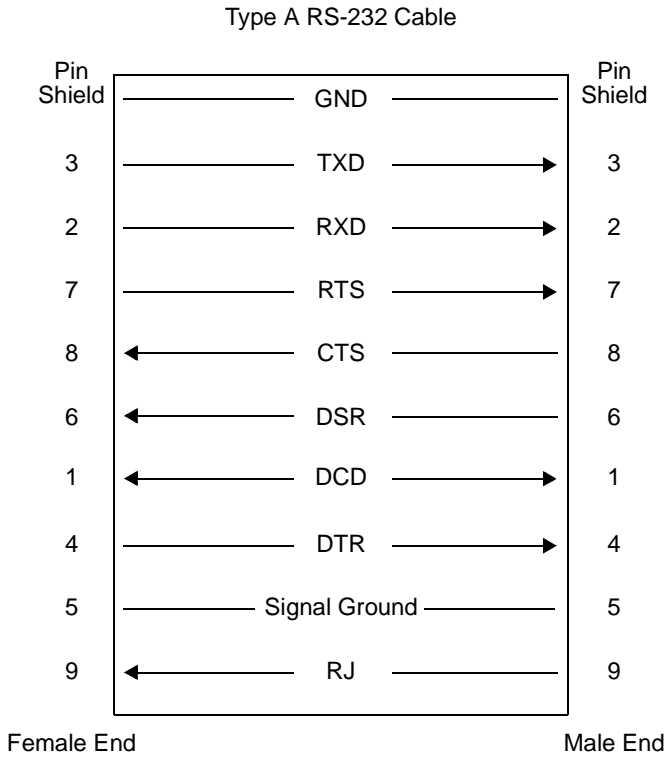 Type A RS-232 Cable
Pin Pin
Shield GND Shield
3 TXD 3
2 RXD 2
7 RTS 7
8 CTS 8
6 DSR 6
1 DCD 1
4 DTR 4
5 Signal Ground 5
9 RJ 9
Female End Male End